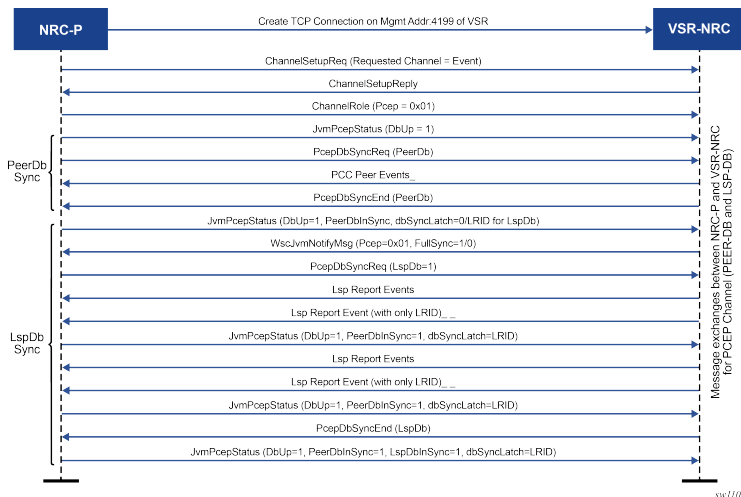 Create TCP Connection on Mgmt Addr:4199 of VSR
NRC-P
VSR-NRC
ChannelSetupReq (Requested Channel = Event)
ChannelSetupReply
ChannelRole (Pcep = 0x01)
JvmPcepStatus (DbUp = 1)
PcepDbSyncReq (PeerDb)
PeerDb
Sync
PCC Peer Events_
PcepDbSyncEnd (PeerDb)
JvmPcepStatus (DbUp=1, PeerDbInSync, dbSyncLatch=0/LRID for LspDb)
WscJvmNotifyMsg (Pcep=0x01, FullSync=1/0)
PcepDbSyncReq (LspDb=1)
Lsp Report Events
Lsp Report Event (with only LRID)_ _
LspDb
Sync
JvmPcepStatus (DbUp=1, PeerDbInSync=1, dbSyncLatch=LRID)
Lsp Report Events
Lsp Report Event (with only LRID)_ _
JvmPcepStatus (DbUp=1, PeerDbInSync=1, dbSyncLatch=LRID)
PcepDbSyncEnd (LspDb)
JvmPcepStatus (DbUp=1, PeerDbInSync=1, LspDbInSync=1, dbSyncLatch=LRID)
Message exchanges between NRC-P and VSR-NRC
for PCEP Channel (PEER-DB and LSP-DB)